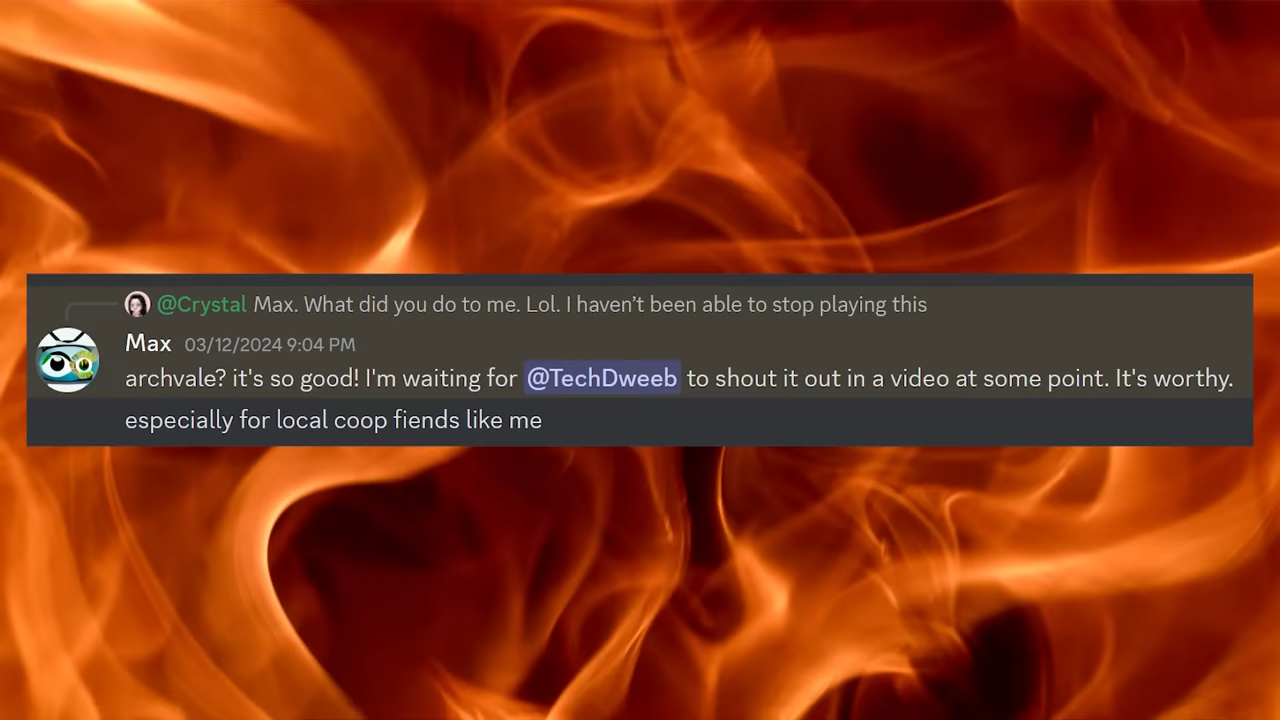 @Crystal Max. What did you do to me. Lol. I haven’t been able to stop playing this
Max 03/12/2024 9:04 PM
archvale? it's so good! I'm waiting for @TechDweeb to shout it out in a video at some point. It's worthy.
especially for local coop fiends like me